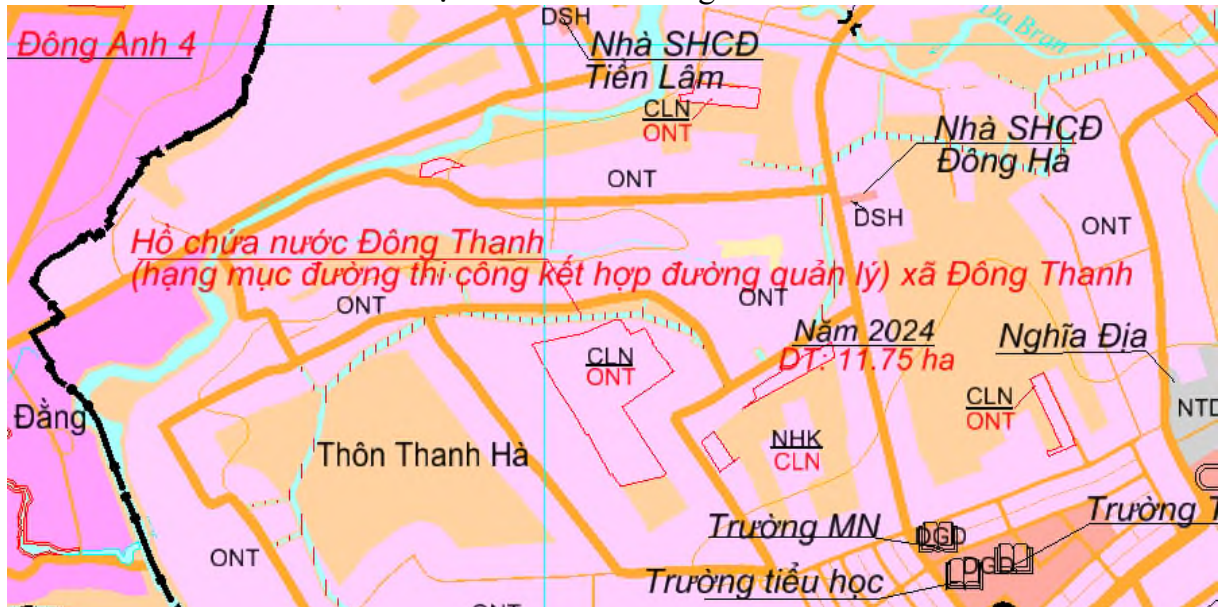 DSH
Đông Anh 4
Nhà SHCĐ
Tiền Lâm
Da Bran
CLN
ONT
Nhà SHCĐ
Đông Hà
ONT
DSH
ONT
Hồ chứa nước Đông Thanh
(hạng mục đường thi công kết hợp đường quản lý) xã Đông Thanh
ONT
ONT
Năm 2024
DT: 11.75 ha
Nghĩa Địa
CLN
ONT
CLN
ONT
Đằng
NTD
Thôn Thanh Hà
NHK
CLN
Trường MN
DGD
Trường T
ONT
DGD
Trường tiểu học
ONT